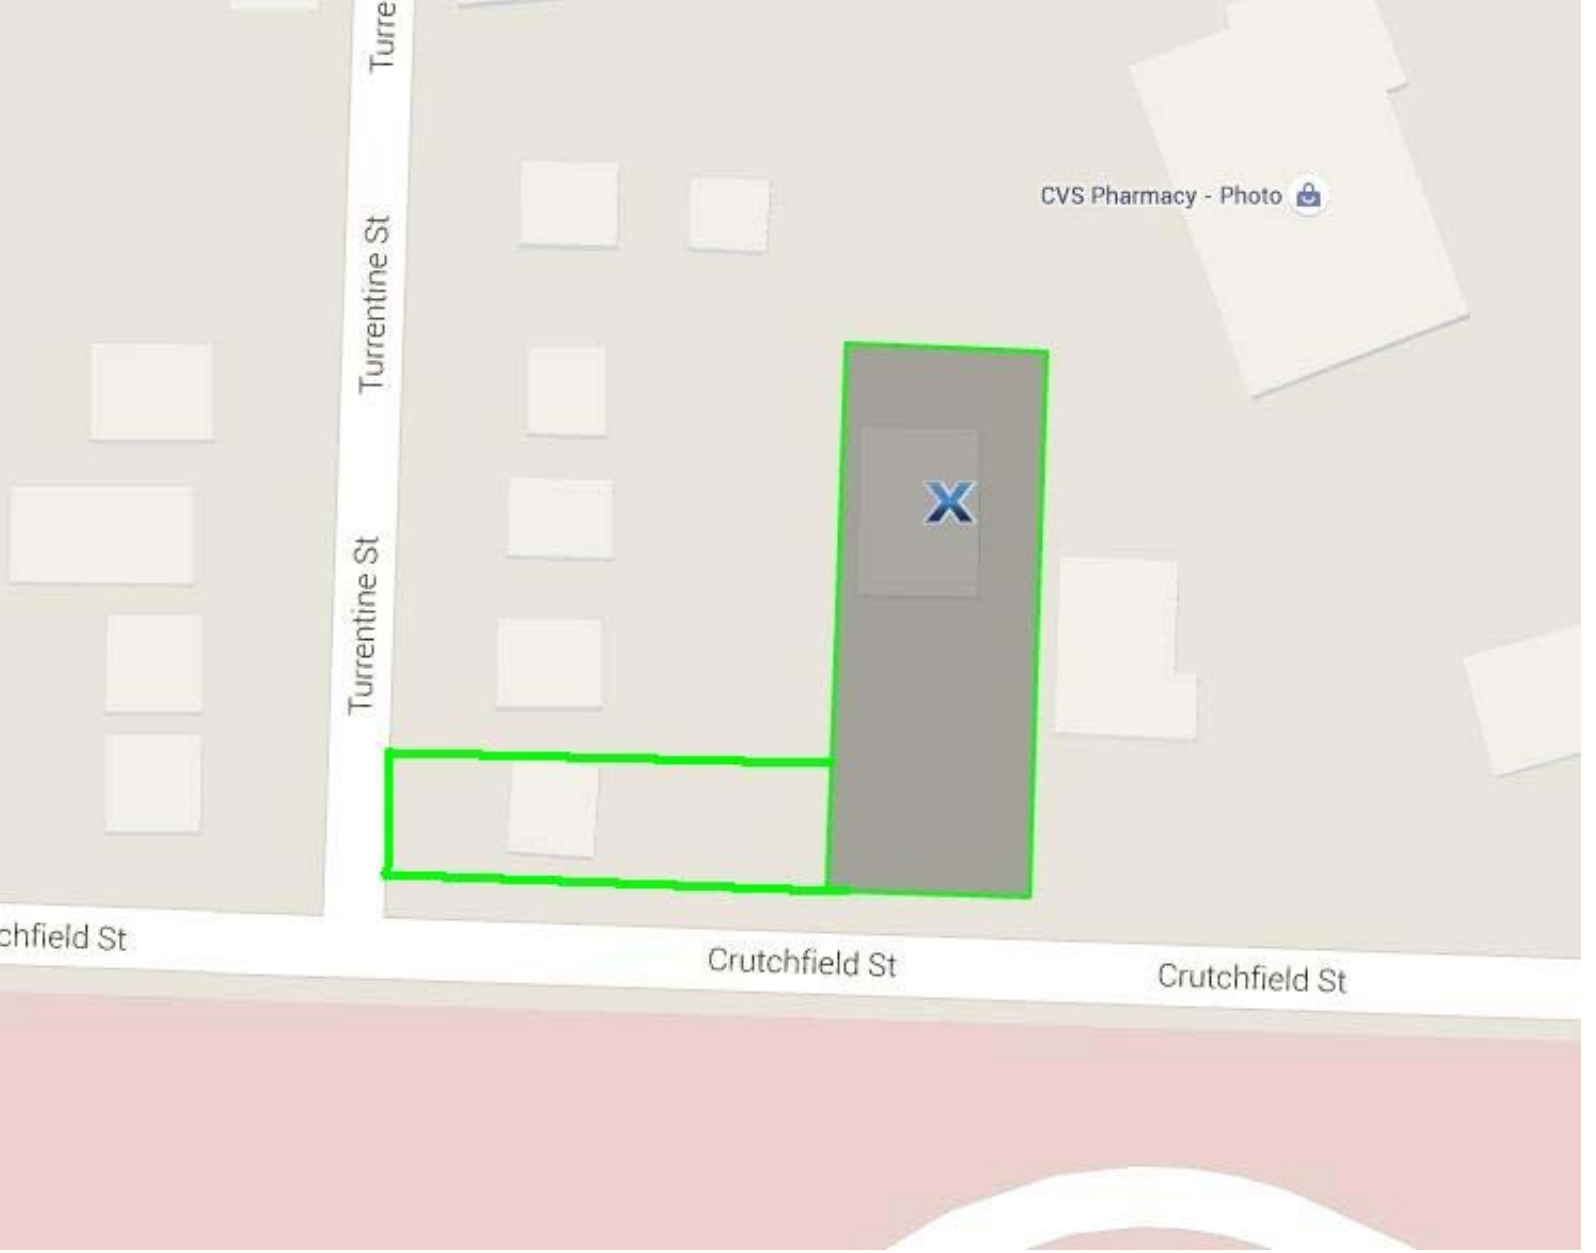 Turre
Turrentine St
CVS Pharmacy - Photo
Turrentine St
X
chfield St
Crutchfield St
Crutchfield St